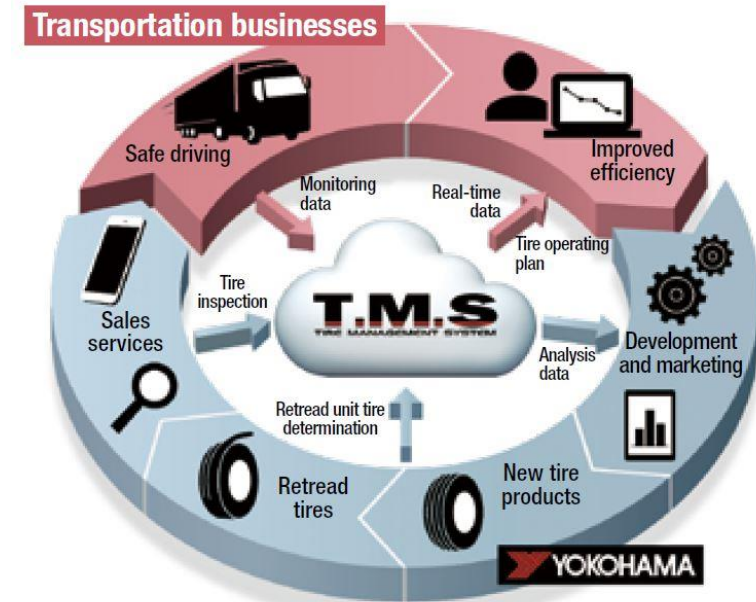 Transportation businesses
Safe driving
Improved
efficiency
Monitoring
data
Real-time
data
Tire operating
plan
Tire
inspection
Sales
services
T.M.S
TIRE MANAGEMENT SYSTEM
Analysis
data
Development
and marketing
Retread unit tire
determination
Retread
tires
New tire
products
YOKOHAMA